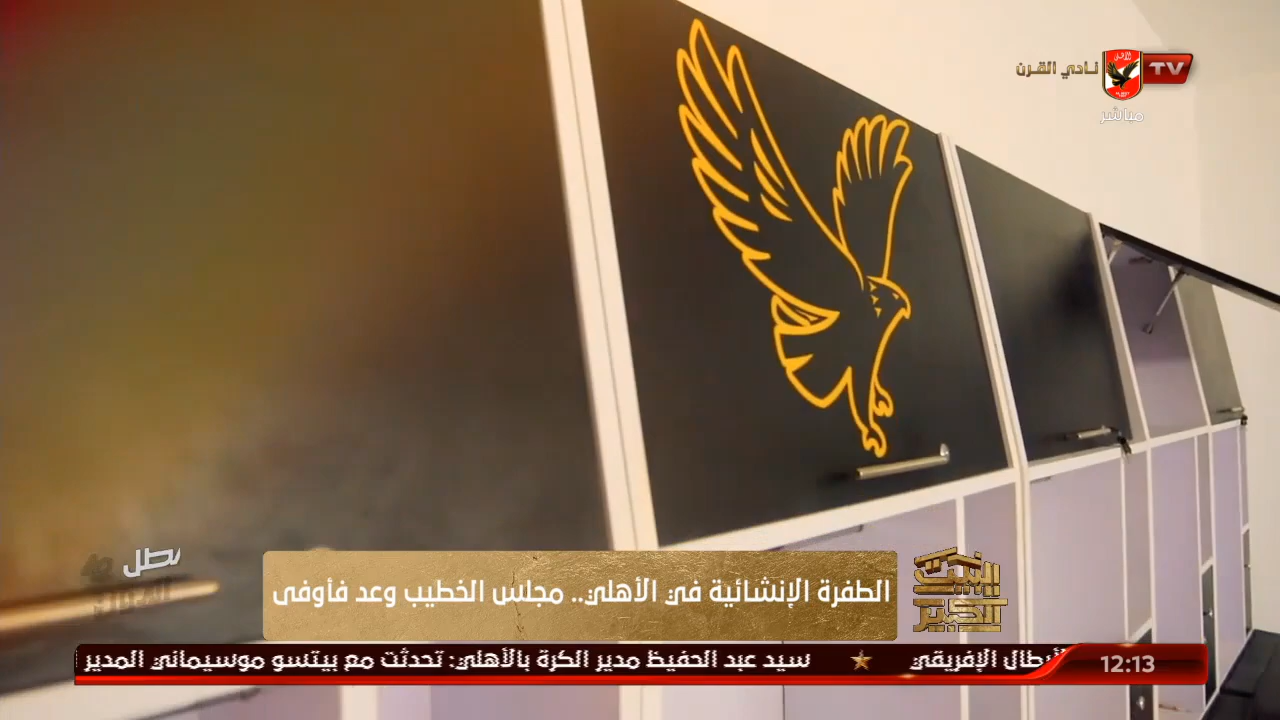 نادي القرن
TV
مباشر
بطل
البيت
الكبير
الطفرة الإنشائية في الأهلي.. مجلس الخطيب وعد فأوفى
الأبطال الإفريقي ★ سيد عبد الحفيظ مدير الكرة بالأهلي: تحدثت مع بيتسو موسيماني المدير
12:13